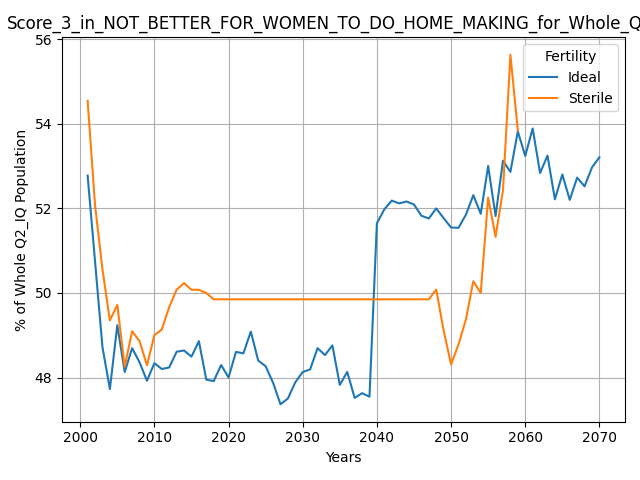 Score_3_in_NOT_BETTER_FOR_WOMEN_TO_DO_HOME_MAKING_for_Whole_Q
56
54
52
50
48
% of Whole Q2_IQ Population
Fertility
Ideal
Sterile
2000 2010 2020 2030 2040 2050 2060 2070
Years